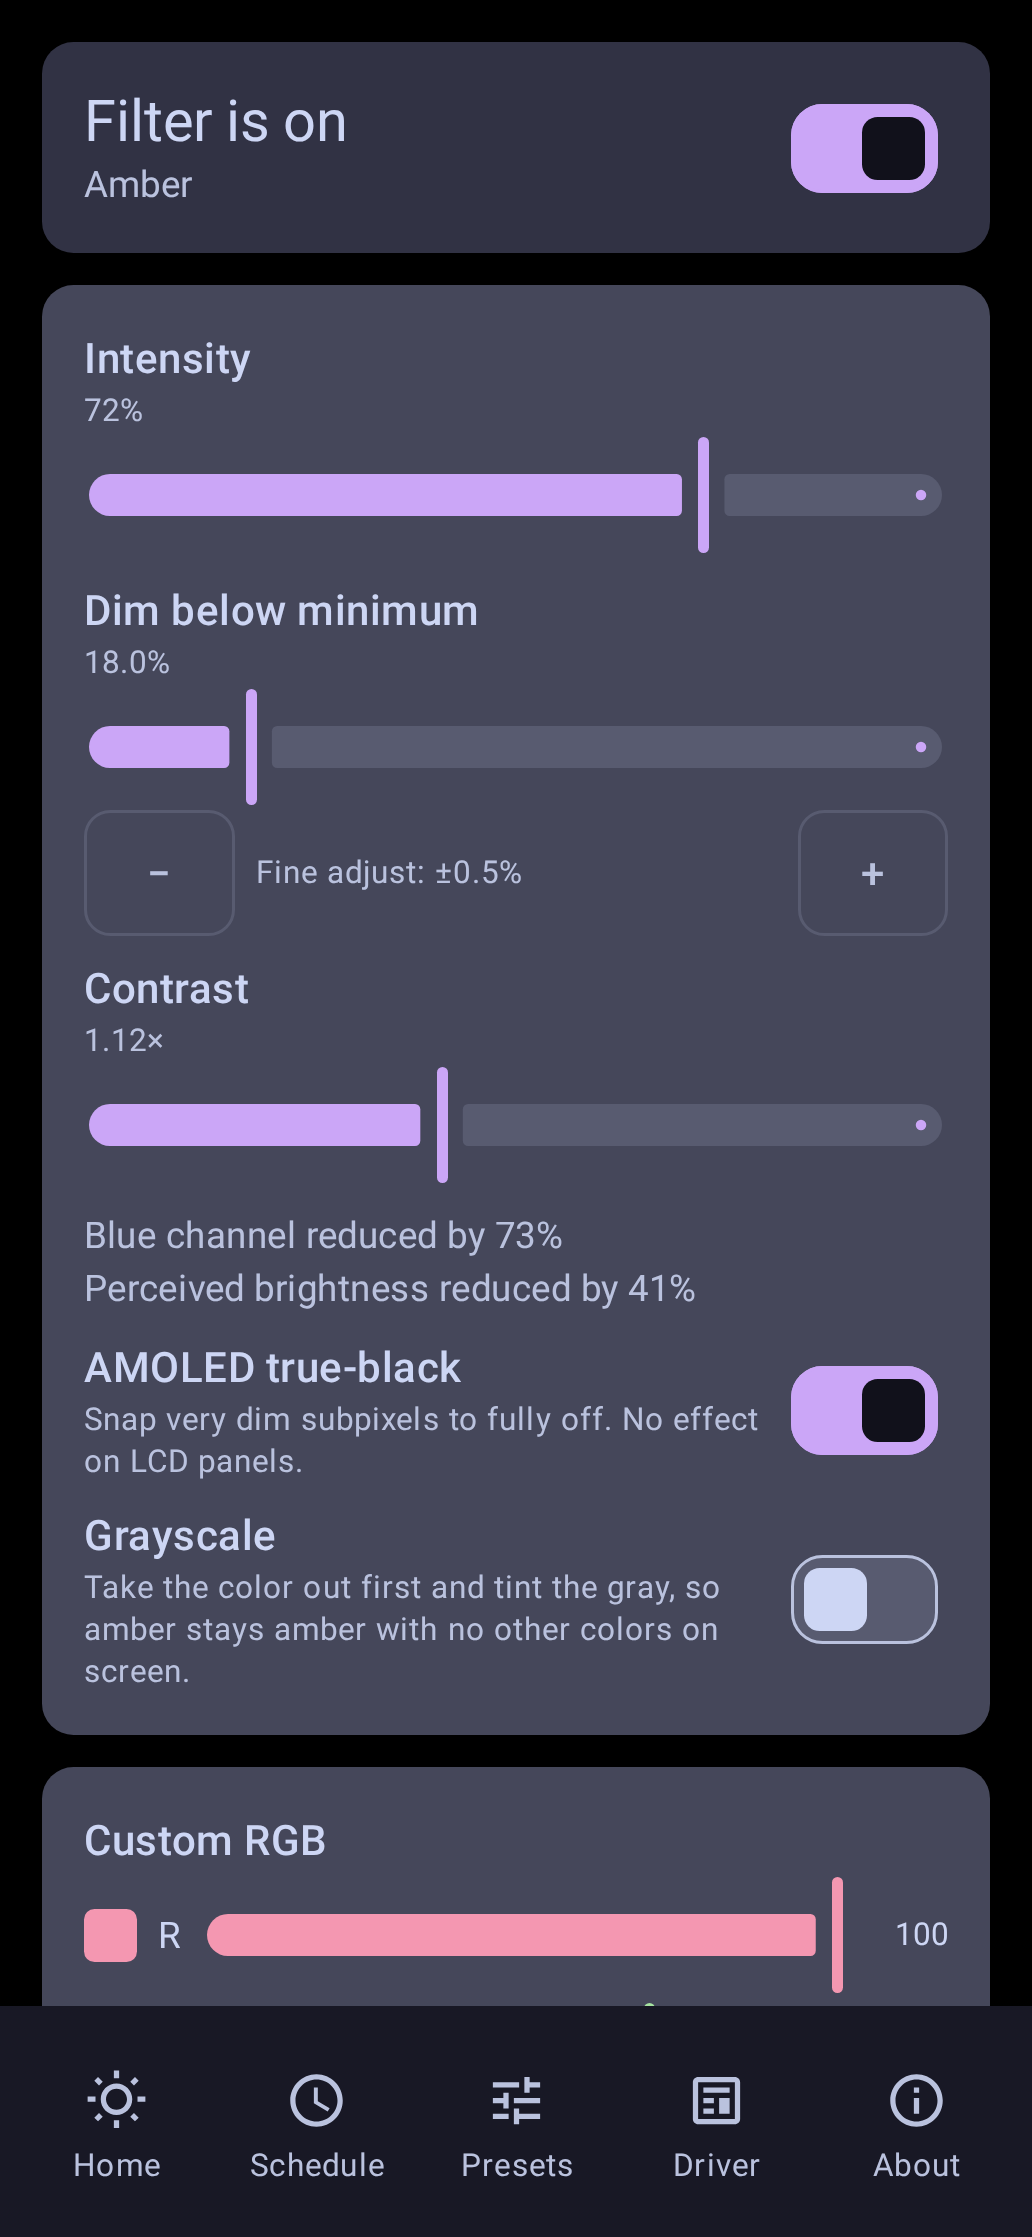 Filter is on
Amber
Intensity
72%
Dim below minimum
18.0%
−
Fine adjust: ±0.5%
+
Contrast
1.12×
Blue channel reduced by 73%
Perceived brightness reduced by 41%
AMOLED true-black
Snap very dim subpixels to fully off. No effect
on LCD panels.
Grayscale
Take the color out first and tint the gray, so
amber stays amber with no other colors on
screen.
Custom RGB
R
100
Home
Schedule
Presets
Driver
About